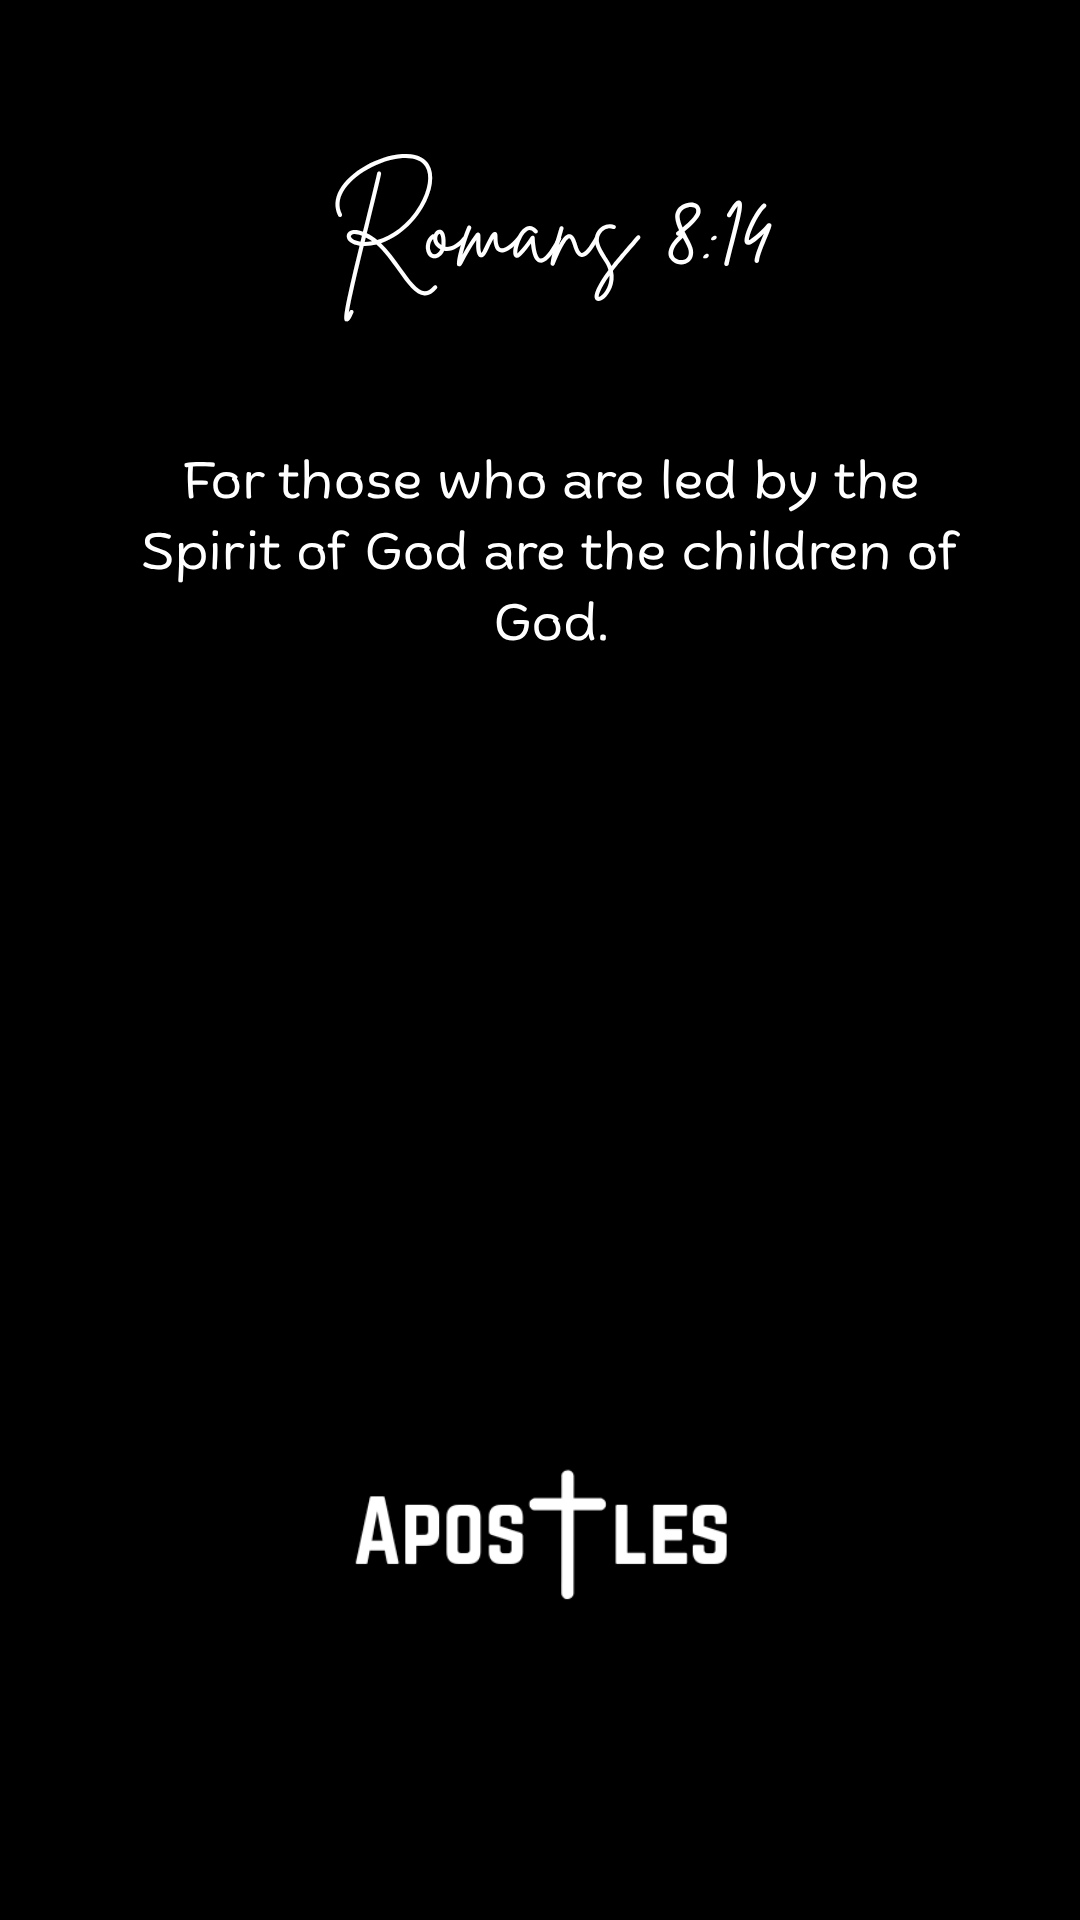 Romans 8:14
For those who are led by the
Spirit of God are the children of
God.
APOSTLES